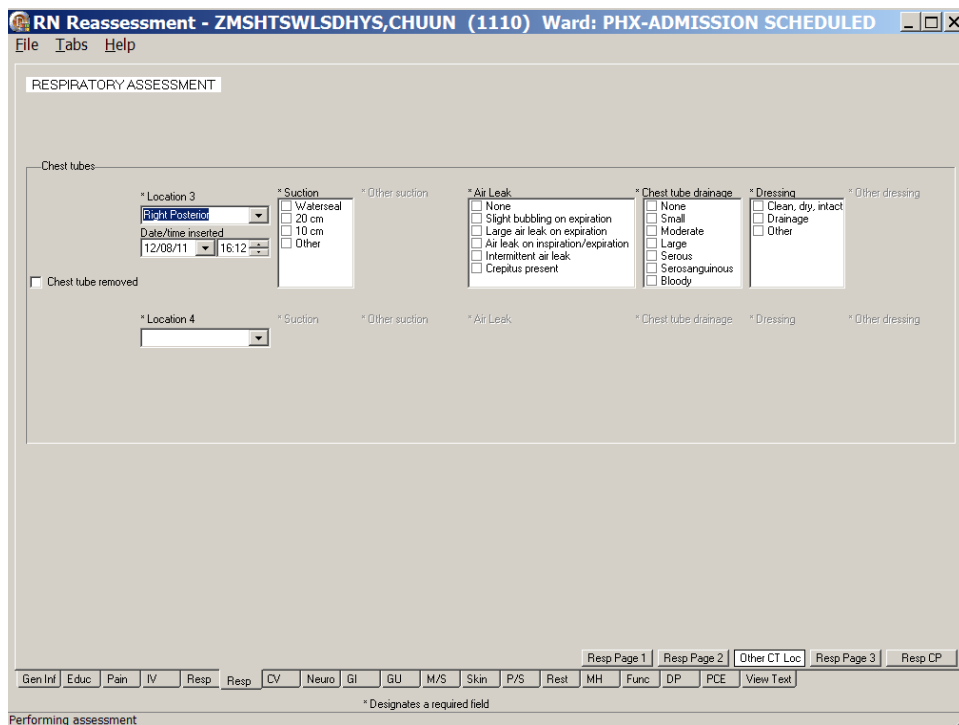 RN Reassessment - ZMSHTSWLSDHYS,CHUUN (1110) Ward: PHX-ADMISSION SCHEDULED
File Tabs Help
RESPIRATORY ASSESSMENT
Chest tubes
* Location 3
Right Posterior
Date/time inserted
12/08/11 16:12
Chest tube removed
* Suction
Waterseal
20 cm
10 cm
Other
* Other suction
* Air Leak
None
Slight bubbling on expiration
Large air leak on expiration
Air leak on inspiration/expiration
Intermittent air leak
Crepitus present
* Chest tube drainage
None
Small
Moderate
Large
Serous
Serosanguinous
Bloody
* Dressing
Clean, dry, intact
Drainage
Other
* Other dressing
* Location 4
* Suction
* Other suction
* Air Leak
* Chest tube drainage
* Dressing
* Other dressing
Resp Page 1 Resp Page 2 Other CT Loc Resp Page 3 Resp CP
Gen Inf Educ Pain IV Resp Resp CV Neuro GI GU M/S Skin P/S Rest MH Func DP PCE View Text
* Designates a required field
Performing assessment